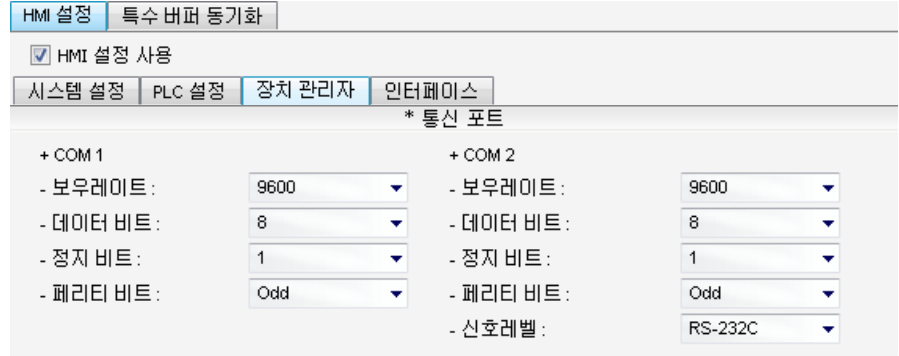 HMI 설정 특수 버퍼 동기화
HMI 설정 사용
시스템 설정 PLC 설정 장치 관리자 인터페이스
* 통신 포트
+ COM 1 + COM 2
- 보우레이트 : 9600 - 보우레이트 : 9600
- 데이터 비트 : 8 - 데이터 비트 : 8
- 정지 비트 : 1 - 정지 비트 : 1
- 페리티 비트 : Odd - 페리티 비트 : Odd
- 신호레벨 : RS-232C